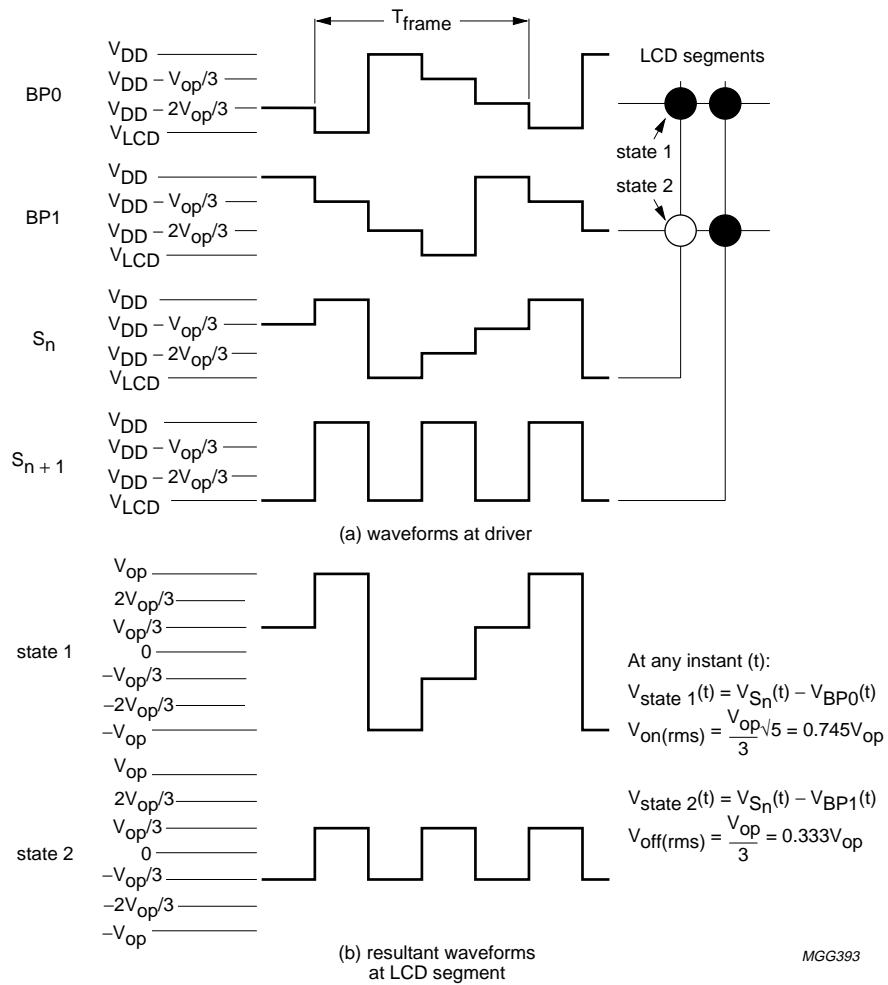 Tframe
BP0
VDD
VDD − Vop/3
VDD − 2Vop/3
VLCD
LCD segments
state 1
state 2
BP1
VDD
VDD − Vop/3
VDD − 2Vop/3
VLCD
Sn
VDD
VDD − Vop/3
VDD − 2Vop/3
VLCD
Sn + 1
VDD
VDD − Vop/3
VDD − 2Vop/3
VLCD
(a) waveforms at driver
state 1
Vop
2Vop/3
Vop/3
0
−Vop/3
−2Vop/3
−Vop
At any instant (t):
Vstate 1(t) = VSn(t) − VBP0(t)
Von(rms) = Vop/3 √5 = 0.745Vop
state 2
Vop
2Vop/3
Vop/3
0
−Vop/3
−2Vop/3
−Vop
Vstate 2(t) = VSn(t) − VBP1(t)
Voff(rms) = Vop/3 = 0.333Vop
(b) resultant waveforms
at LCD segment
MGG393